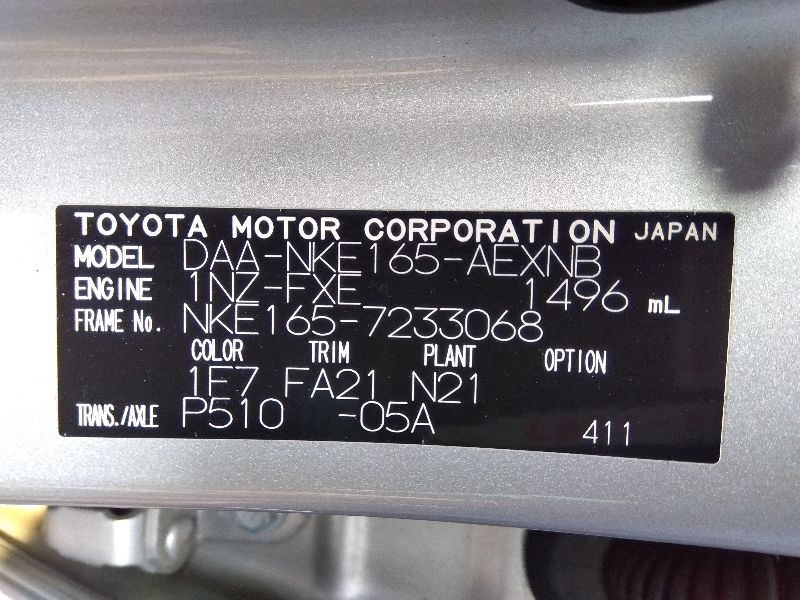 TOYOTA MOTOR CORPORATION JAPAN
MODEL DAA-NKE165-AEXNB
ENGINE 1NZ-FXE 1496 mL
FRAME No. NKE165-7233068
COLOR TRIM PLANT OPTION
1E7 FA21 N21
TRANS./AXLE P510 -05A 411